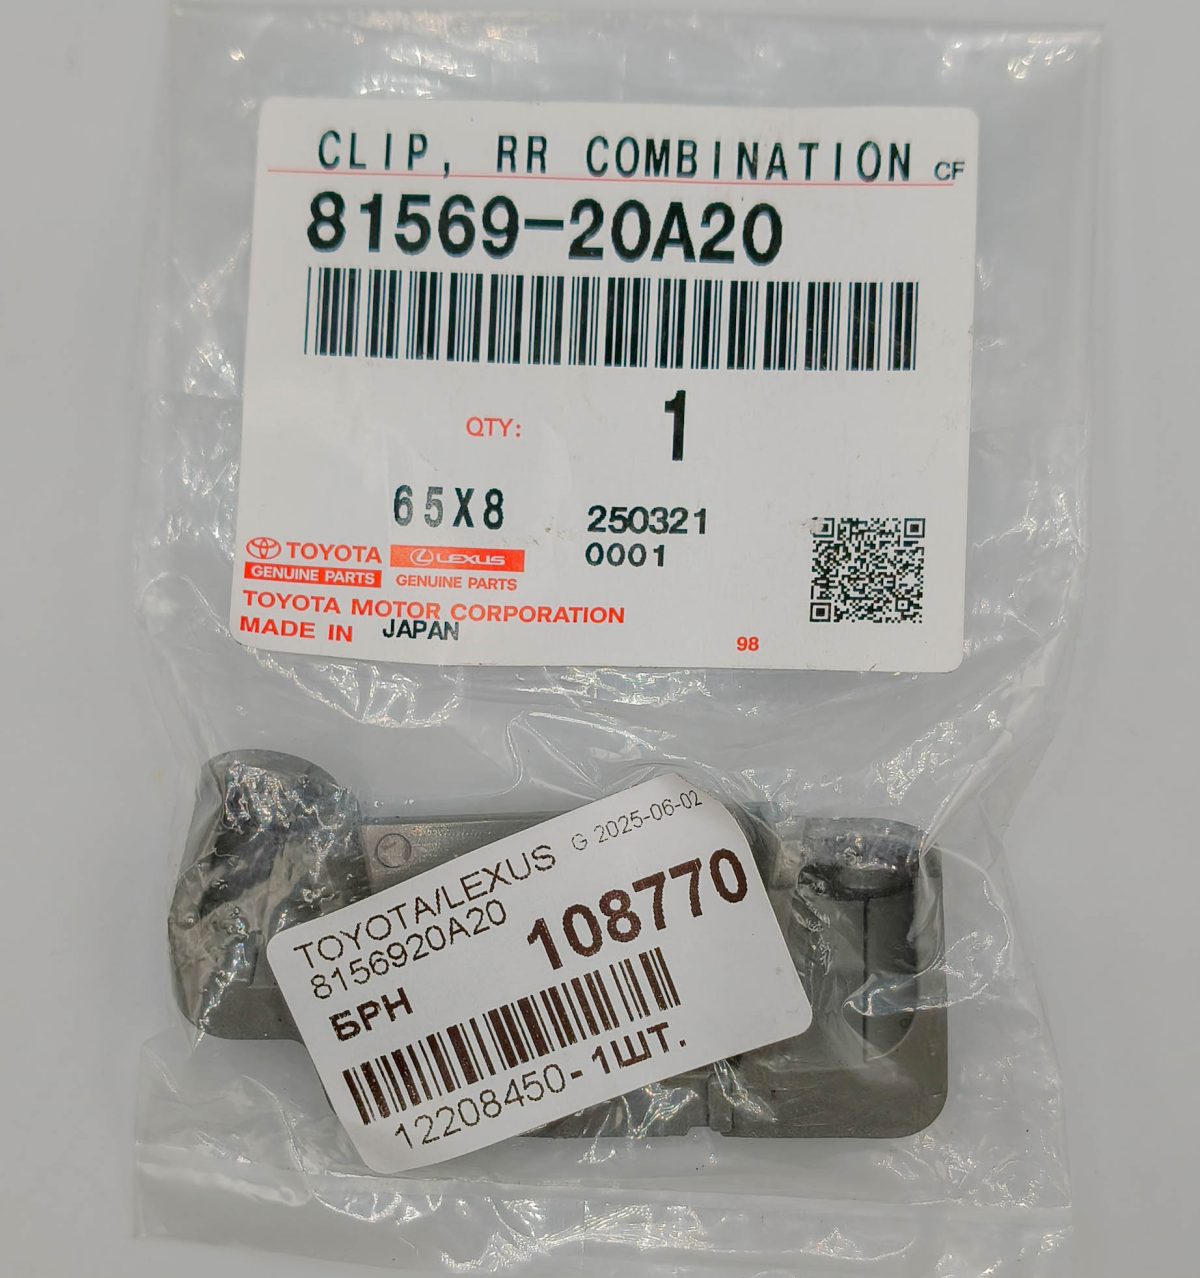 CLIP, RR COMBINATION CF
81569-20A20
QTY: 1
65X8 250321
0001
TOYOTA LEXUS
GENUINE PARTS GENUINE PARTS
TOYOTA MOTOR CORPORATION
MADE IN JAPAN
98
G 2025-06-02
TOYOTA/LEXUS
8156920A20
108770
БРН
12208450-1шт.